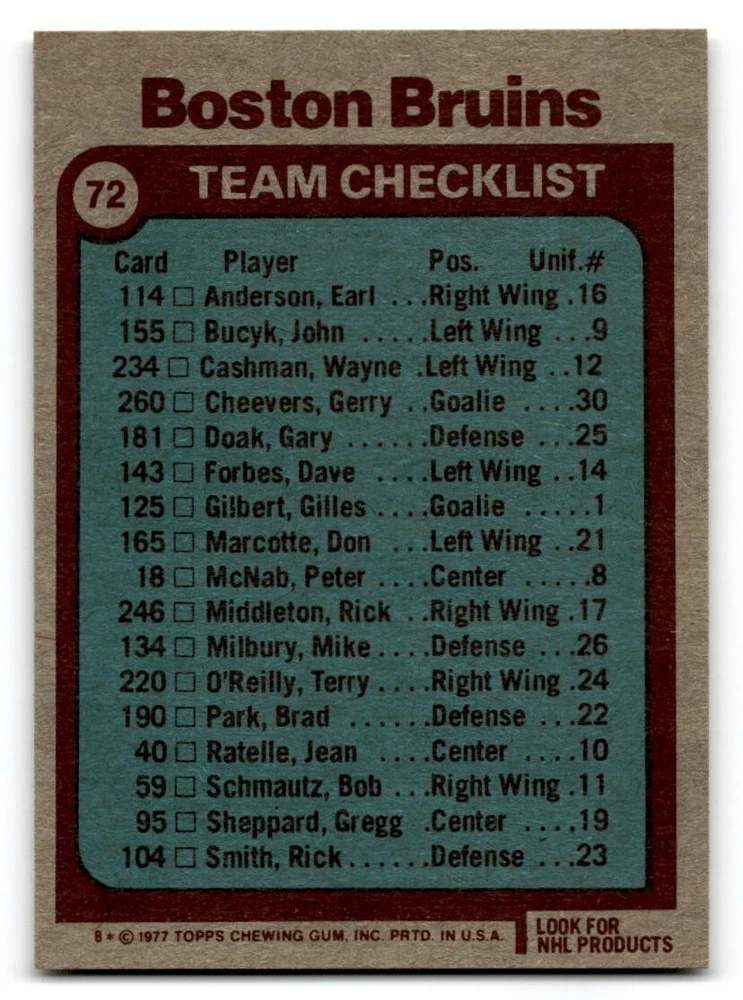 Boston Bruins
72 TEAM CHECKLIST
Card Player Pos. Unif.#
114 □ Anderson, Earl ...Right Wing .16
155 □ Bucyk, John .....Left Wing ...9
234 □ Cashman, Wayne .Left Wing ..12
260 □ Cheevers, Gerry ..Goalie ....30
181 □ Doak, Gary ......Defense ...25
143 □ Forbes, Dave ....Left Wing ..14
125 □ Gilbert, Gilles ....Goalie .....1
165 □ Marcotte, Don ...Left Wing ..21
18 □ McNab, Peter ....Center .....8
246 □ Middleton, Rick ..Right Wing .17
134 □ Milbury, Mike ....Defense ...26
220 □ O'Reilly, Terry ....Right Wing .24
190 □ Park, Brad ......Defense ...22
40 □ Ratelle, Jean ....Center ....10
59 □ Schmautz, Bob ...Right Wing .11
95 □ Sheppard, Gregg .Center ....19
104 □ Smith, Rick ......Defense ...23
B * © 1977 TOPPS CHEWING GUM, INC. PRTD. IN U.S.A.
LOOK FOR
NHL PRODUCTS